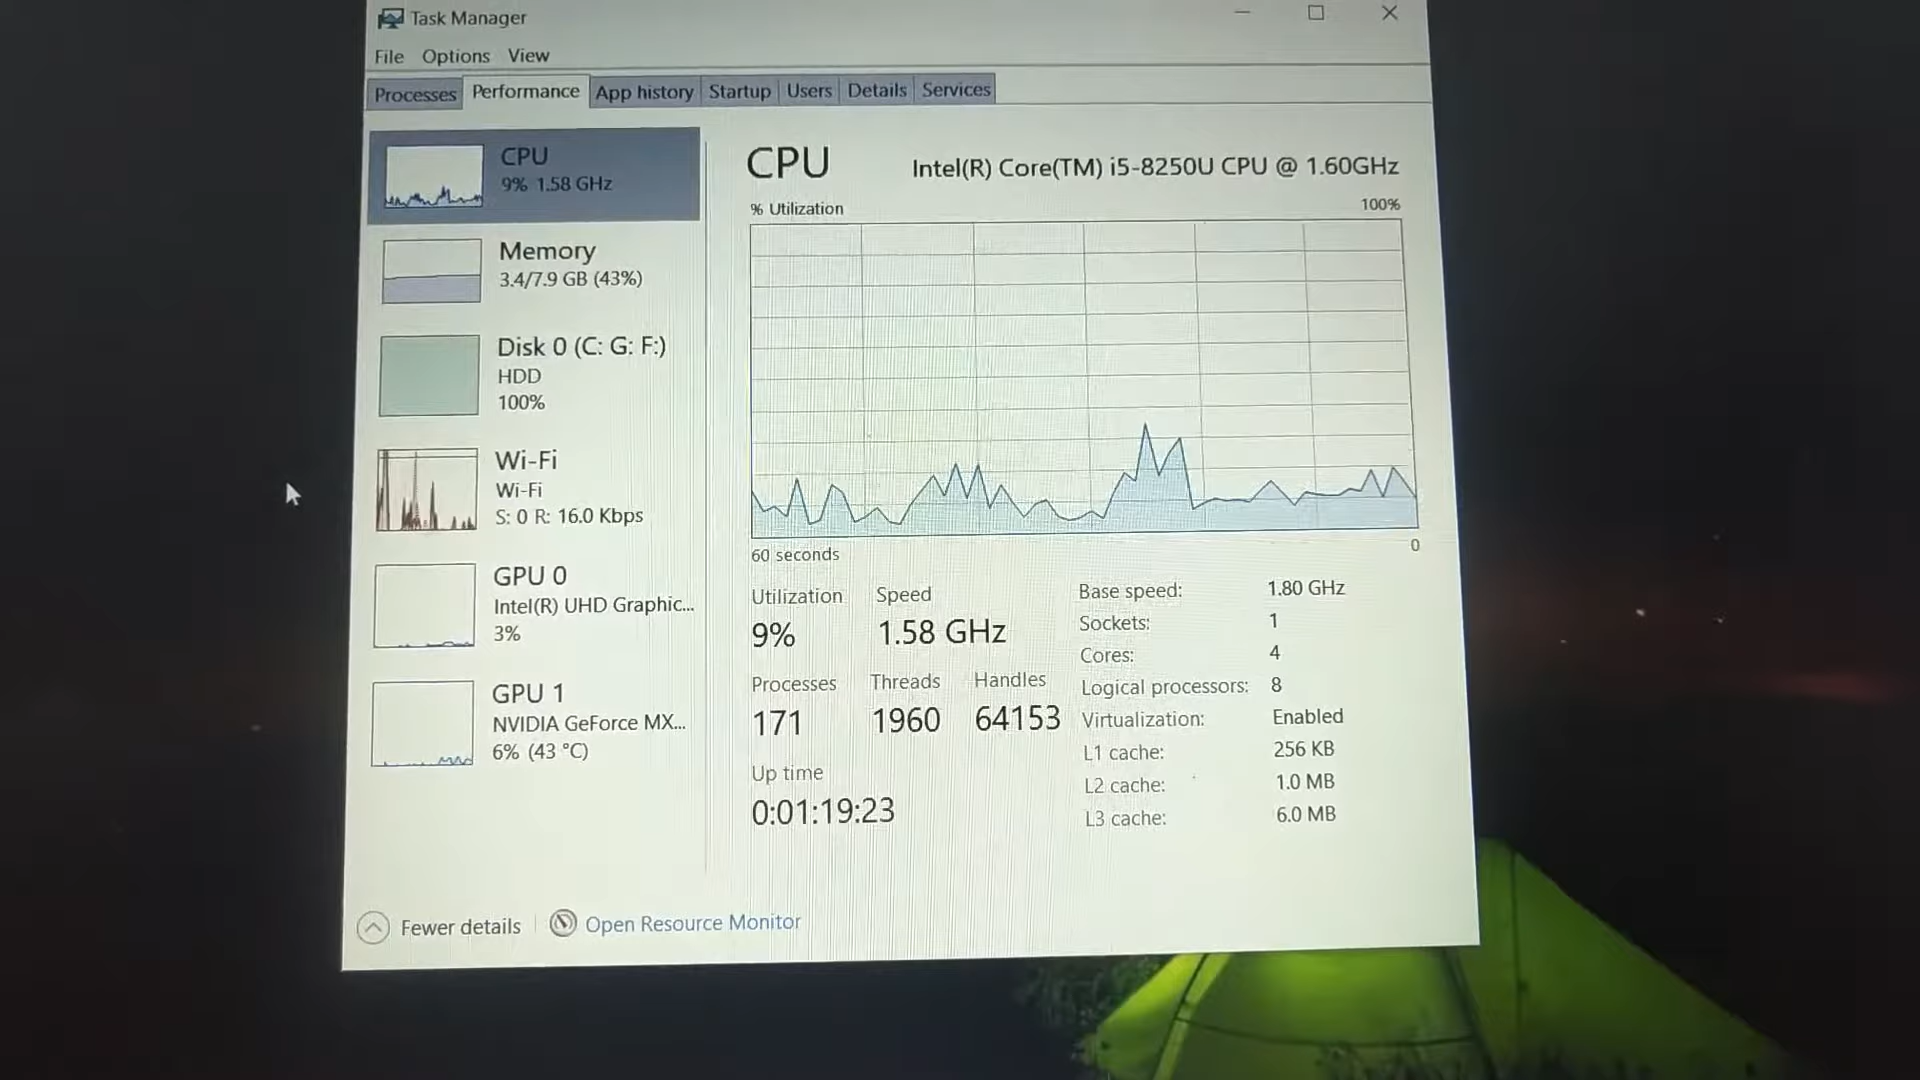 Task Manager
File Options View
Processes Performance App history Startup Users Details Services
CPU
9% 1.58 GHz
Memory
3.4/7.9 GB (43%)
Disk 0 (C: G: F:)
HDD
100%
Wi-Fi
Wi-Fi
S: 0 R: 16.0 Kbps
GPU 0
Intel(R) UHD Graphic...
3%
GPU 1
NVIDIA GeForce MX...
6% (43 °C)
CPU Intel(R) Core(TM) i5-8250U CPU @ 1.60GHz
% Utilization 100%
60 seconds 0
Utilization Speed
9% 1.58 GHz
Processes Threads Handles
171 1960 64153
Up time
0:01:19:23
Base speed: 1.80 GHz
Sockets: 1
Cores: 4
Logical processors: 8
Virtualization: Enabled
L1 cache: 256 KB
L2 cache: 1.0 MB
L3 cache: 6.0 MB
Fewer details Open Resource Monitor